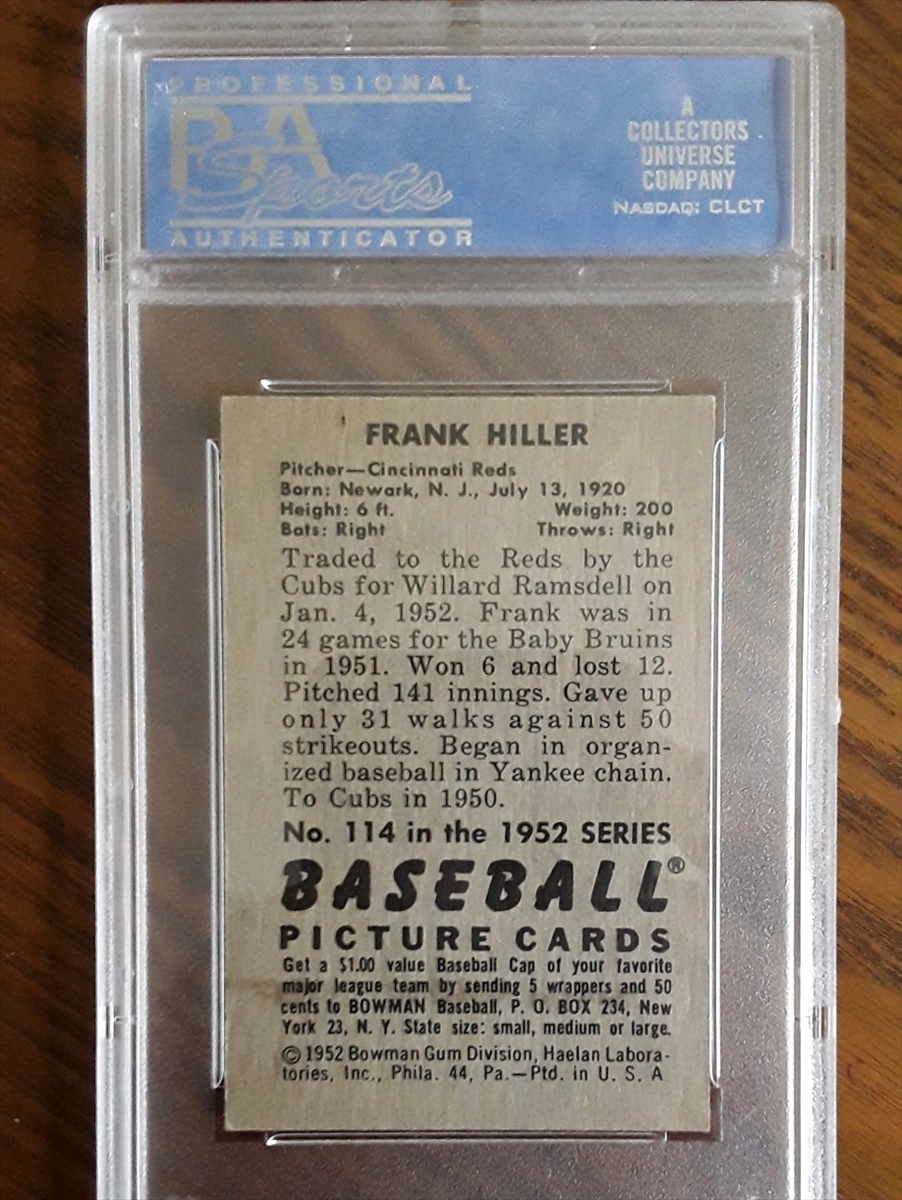 PROFESSIONAL
PSA
Sports
AUTHENTICATOR
A
COLLECTORS
UNIVERSE
COMPANY
NASDAQ: CLCT
FRANK HILLER
Pitcher—Cincinnati Reds
Born: Newark, N. J., July 13, 1920
Height: 6 ft. Weight: 200
Bats: Right Throws: Right
Traded to the Reds by the
Cubs for Willard Ramsdell on
Jan. 4, 1952. Frank was in
24 games for the Baby Bruins
in 1951. Won 6 and lost 12.
Pitched 141 innings. Gave up
only 31 walks against 50
strikeouts. Began in organ-
ized baseball in Yankee chain.
To Cubs in 1950.
No. 114 in the 1952 SERIES
BASEBALL®
PICTURE CARDS
Get a $1.00 value Baseball Cap of your favorite
major league team by sending 5 wrappers and 50
cents to BOWMAN Baseball, P. O. BOX 234, New
York 23, N. Y. State size: small, medium or large.
© 1952 Bowman Gum Division, Haelan Labora-
tories, Inc., Phila. 44, Pa.—Ptd. in U. S. A